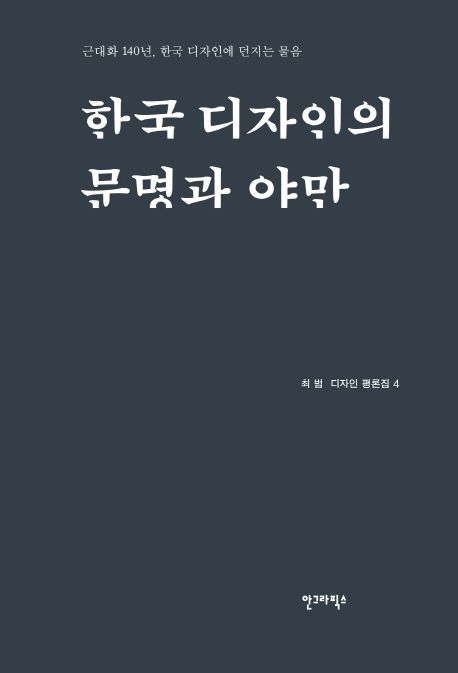 근대화 140년, 한국 디자인에 던지는 물음
한국 디자인의
문명과 야만
최 범 디자인 평론집 4
안그라픽스